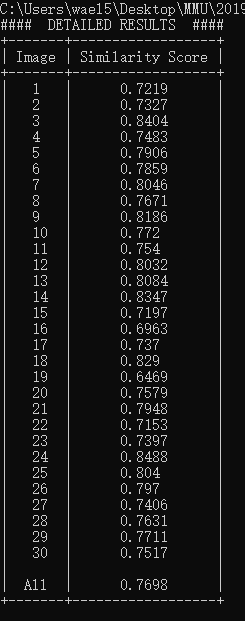 C:\Users\wael5\Desktop\MMU\2019
#### DETAILED RESULTS ####
+-------+------------------+
| Image | Similarity Score |
+-------+------------------+
| 1 | 0.7219 |
| 2 | 0.7327 |
| 3 | 0.8404 |
| 4 | 0.7483 |
| 5 | 0.7906 |
| 6 | 0.7859 |
| 7 | 0.8046 |
| 8 | 0.7671 |
| 9 | 0.8186 |
| 10 | 0.772 |
| 11 | 0.754 |
| 12 | 0.8032 |
| 13 | 0.8084 |
| 14 | 0.8347 |
| 15 | 0.7197 |
| 16 | 0.6963 |
| 17 | 0.737 |
| 18 | 0.829 |
| 19 | 0.6469 |
| 20 | 0.7579 |
| 21 | 0.7948 |
| 22 | 0.7153 |
| 23 | 0.7397 |
| 24 | 0.8488 |
| 25 | 0.804 |
| 26 | 0.797 |
| 27 | 0.7406 |
| 28 | 0.7631 |
| 29 | 0.7711 |
| 30 | 0.7517 |
| | |
| All | 0.7698 |
+-------+------------------+